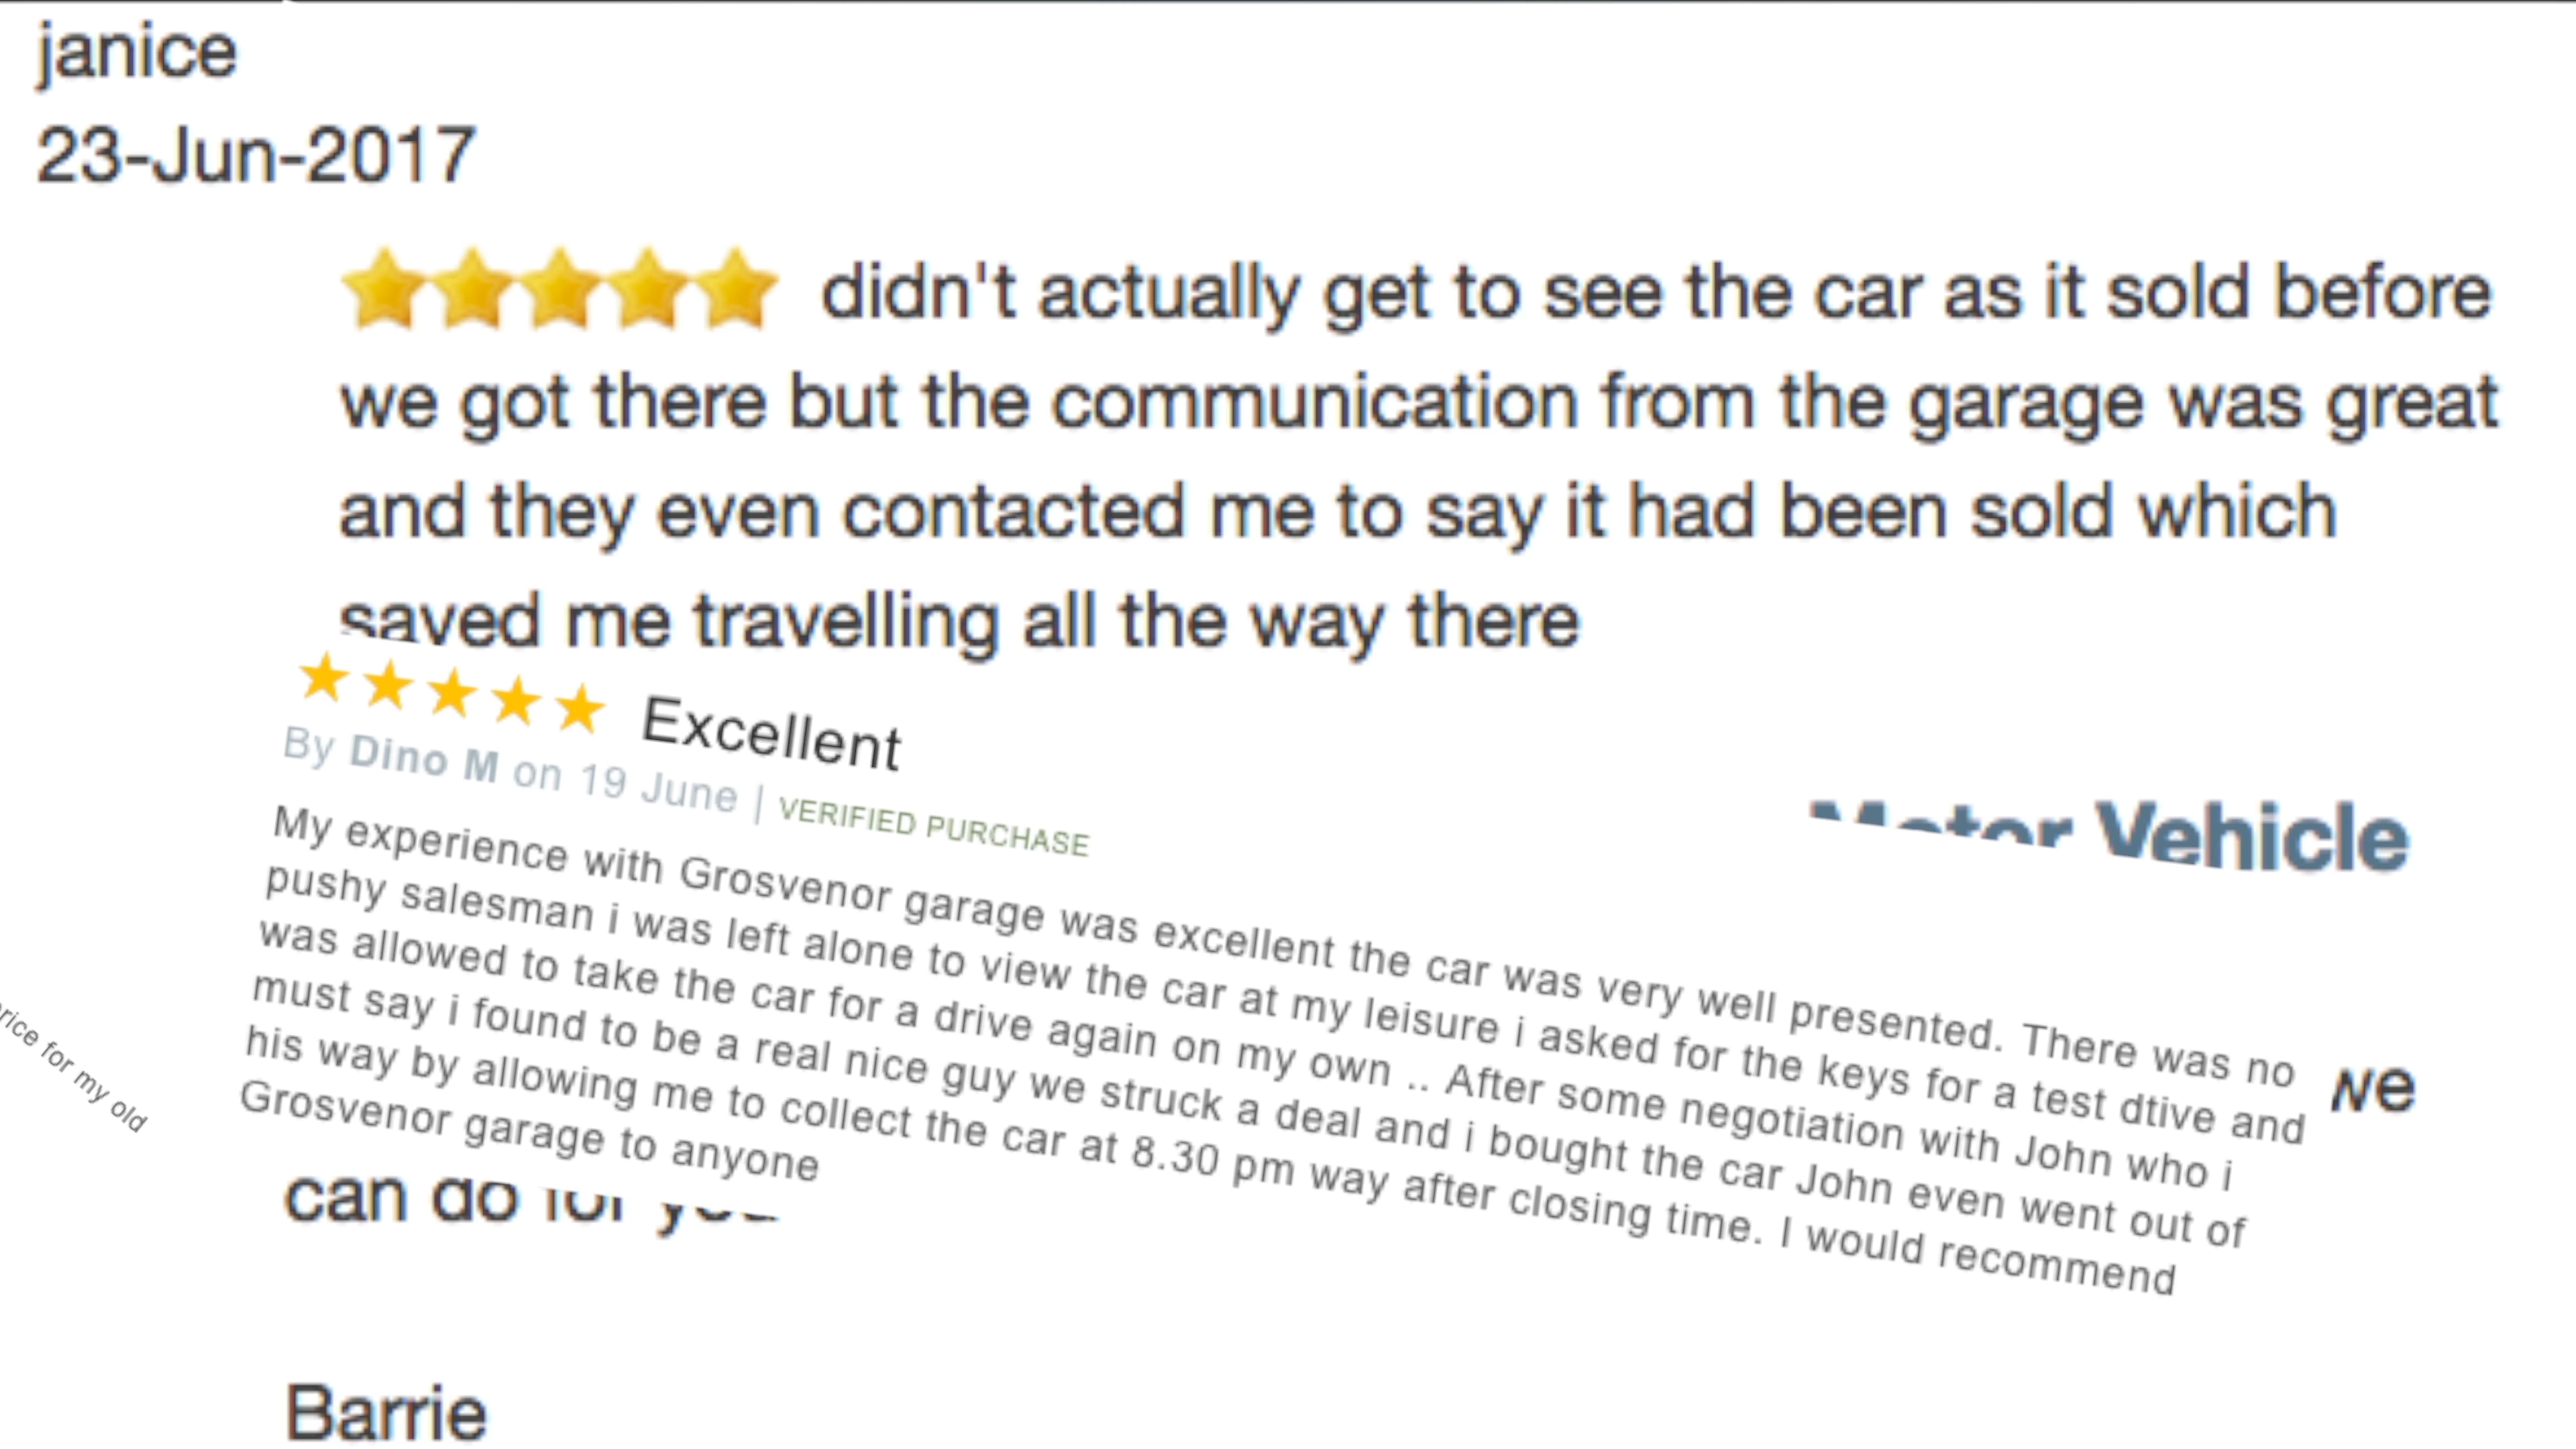 janice
23-Jun-2017
didn't actually get to see the car as it sold before
we got there but the communication from the garage was great
and they even contacted me to say it had been sold which
saved me travelling all the way there
Excellent
By Dino M on 19 June | VERIFIED PURCHASE
Motor Vehicle
My experience with Grosvenor garage was excellent the car was very well presented. There was no
pushy salesman i was left alone to view the car at my leisure i asked for the keys for a test dtive and
was allowed to take the car for a drive again on my own .. After some negotiation with John who i
must say i found to be a real nice guy we struck a deal and i bought the car John even went out of
his way by allowing me to collect the car at 8.30 pm way after closing time. I would recommend
Grosvenor garage to anyone
we
rice for my old
can do for you
Barrie